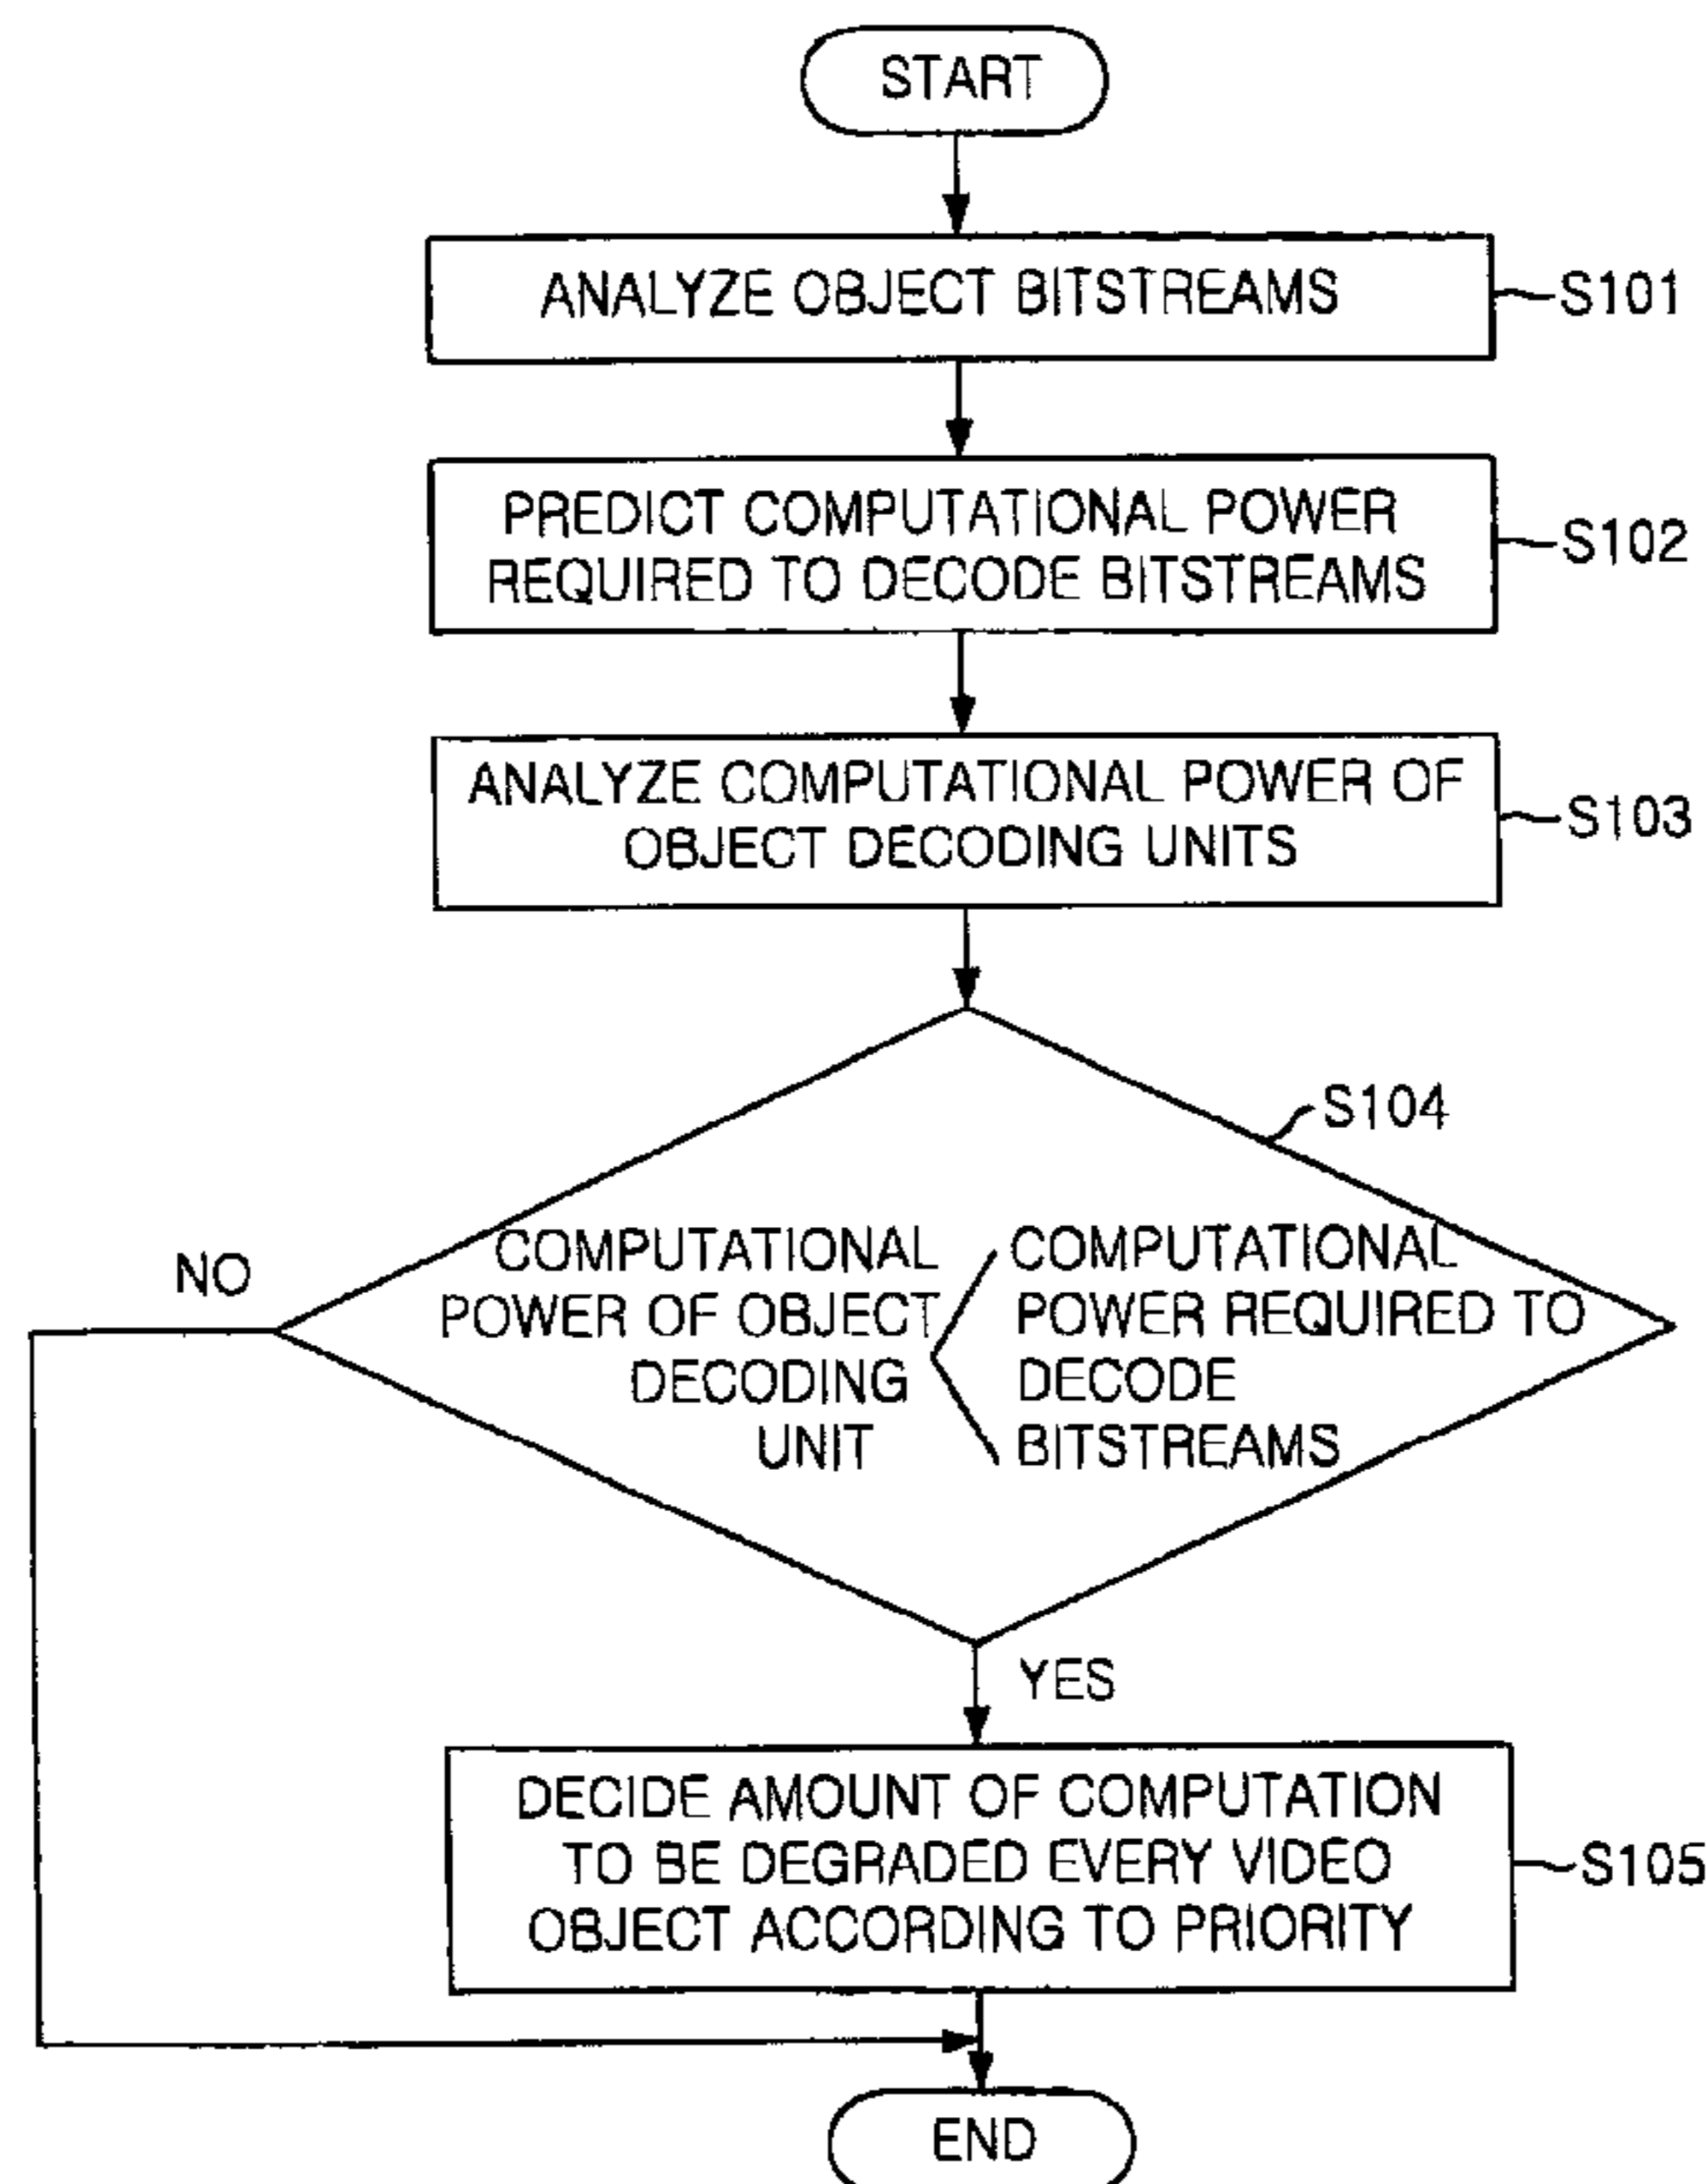 START
ANALYZE OBJECT BITSTREAMS
S101
PREDICT COMPUTATIONAL POWER
REQUIRED TO DECODE BITSTREAMS
S102
ANALYZE COMPUTATIONAL POWER OF
OBJECT DECODING UNITS
S103
S104
NO
COMPUTATIONAL
POWER OF OBJECT
DECODING
UNIT
<
COMPUTATIONAL
POWER REQUIRED TO
DECODE
BITSTREAMS
YES
DECIDE AMOUNT OF COMPUTATION
TO BE DEGRADED EVERY VIDEO
OBJECT ACCORDING TO PRIORITY
S105
END